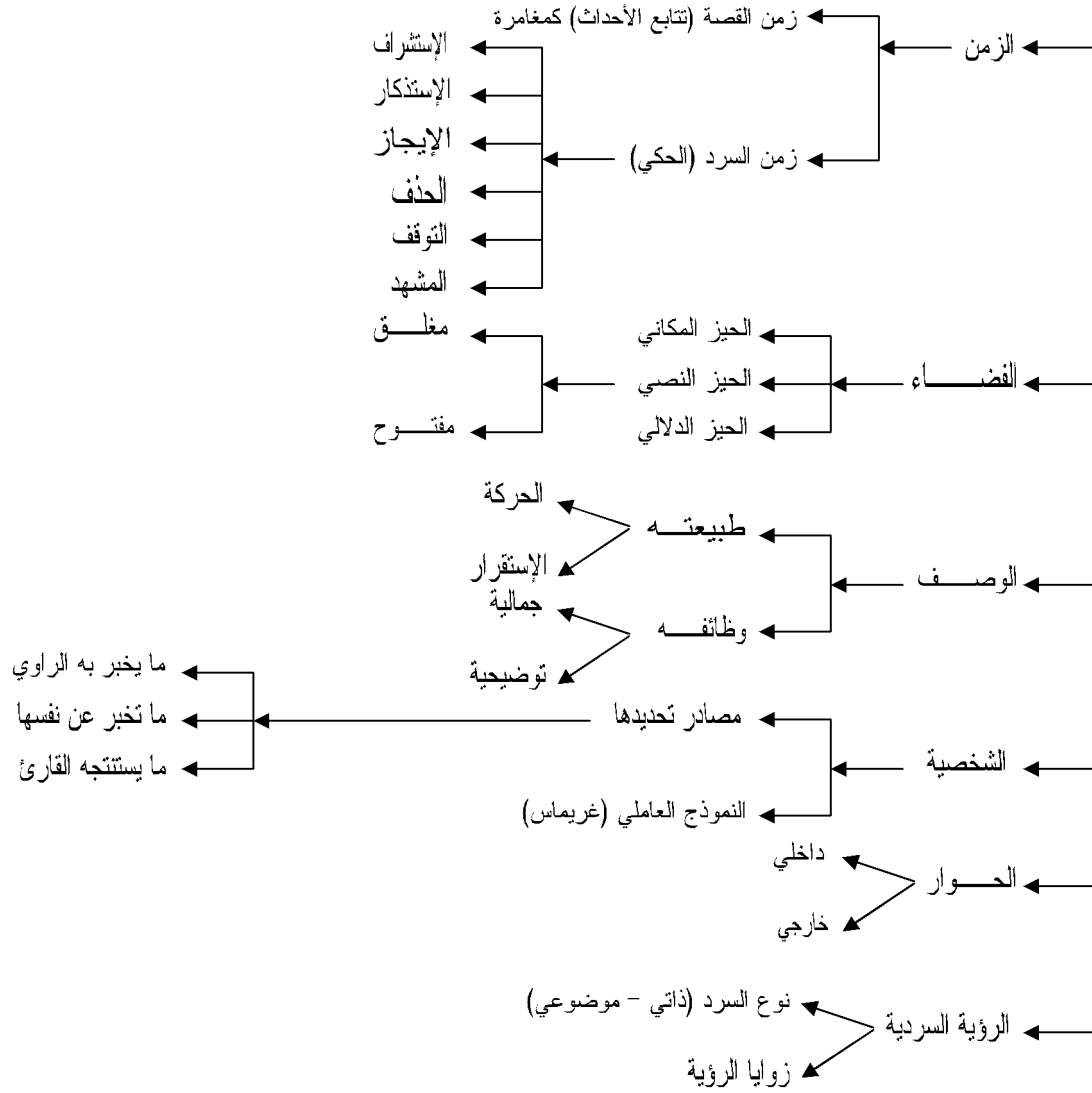 الزمن
زمن القصة (تتابع الأحداث) كمغامرة
زمن السرد (الحكي)
الإستشراف
الإستذكار
الإيجاز
الحذف
التوقف
المشهد
الفضـــــاء
الحيز المكاني
الحيز النصي
الحيز الدلالي
مغلـــــق
مفتـــوح
الوصـــف
طبيعتـــه
الحركة
الإستقرار
وظائفـــه
جمالية
توضيحية
الشخصية
مصادر تحديدها
ما يخبر به الراوي
ما تخبر عن نفسها
ما يستنتجه القارئ
النموذج العاملي (غريماس)
الحـــوار
داخلي
خارجي
الرؤية السردية
نوع السرد (ذاتي – موضوعي)
زوايا الرؤية